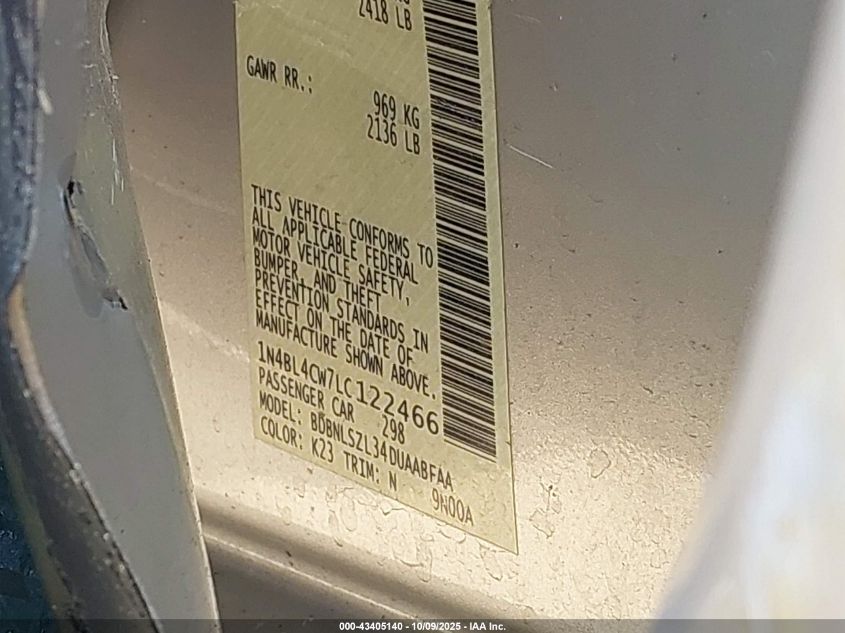 2418 LB
GAWR RR.:
969 KG
2136 LB
THIS VEHICLE CONFORMS TO
ALL APPLICABLE FEDERAL
MOTOR VEHICLE SAFETY,
BUMPER, AND THEFT
PREVENTION STANDARDS IN
EFFECT ON THE DATE OF
MANUFACTURE SHOWN ABOVE.
1N4BL4CW7LC122466
PASSENGER CAR 298
MODEL: BDBNLSZL34DUAABFAA
COLOR: K23 TRIM: N 9N00A
000-43405140 - 10/09/2025 - IAA Inc.